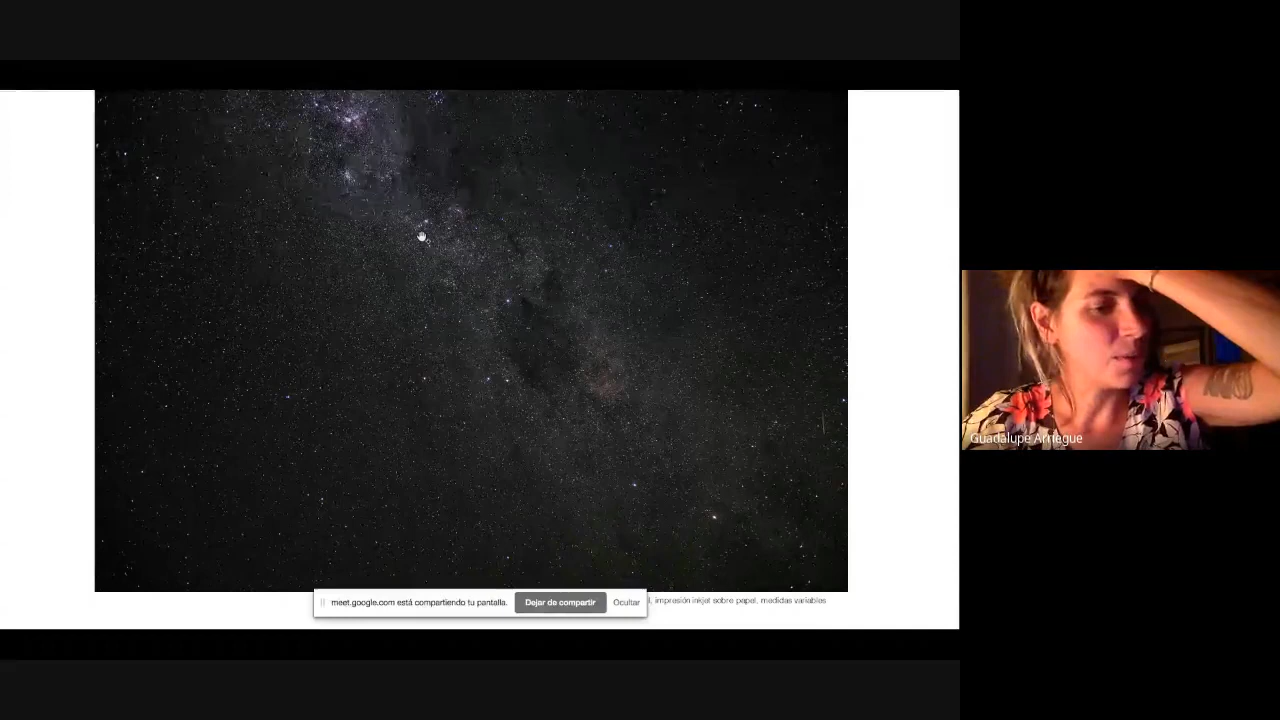 meet.google.com está compartiendo tu pantalla. Dejar de compartir Ocultar
l, impresión inkjet sobre papel, medidas variables
Guadalupe Arriegue